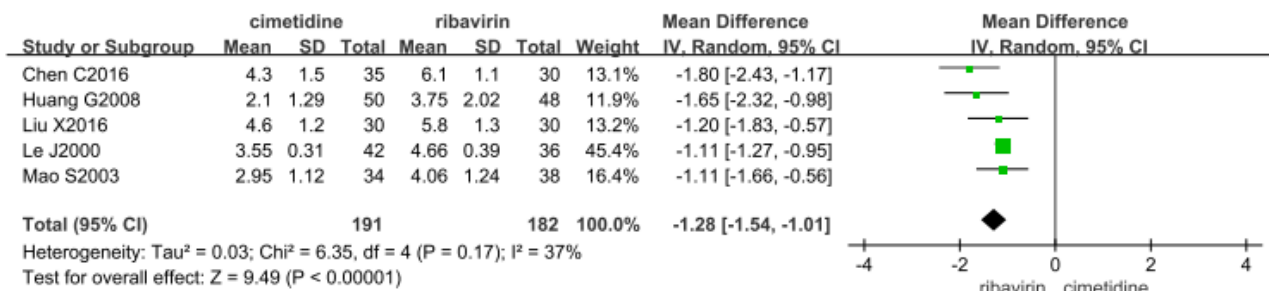 cimetidine ribavirin Mean Difference Mean Difference
Study or Subgroup Mean SD Total Mean SD Total Weight IV, Random, 95% CI IV, Random, 95% CI
Chen C2016 4.3 1.5 35 6.1 1.1 30 13.1% -1.80 [-2.43, -1.17]
Huang G2008 2.1 1.29 50 3.75 2.02 48 11.9% -1.65 [-2.32, -0.98]
Liu X2016 4.6 1.2 30 5.8 1.3 30 13.2% -1.20 [-1.83, -0.57]
Le J2000 3.55 0.31 42 4.66 0.39 36 45.4% -1.11 [-1.27, -0.95]
Mao S2003 2.95 1.12 34 4.06 1.24 38 16.4% -1.11 [-1.66, -0.56]
Total (95% CI) 191 182 100.0% -1.28 [-1.54, -1.01]
Heterogeneity: Tau² = 0.03; Chi² = 6.35, df = 4 (P = 0.17); I² = 37%
Test for overall effect: Z = 9.49 (P < 0.00001)
-4 -2 0 2 4
ribavirin cimetidine